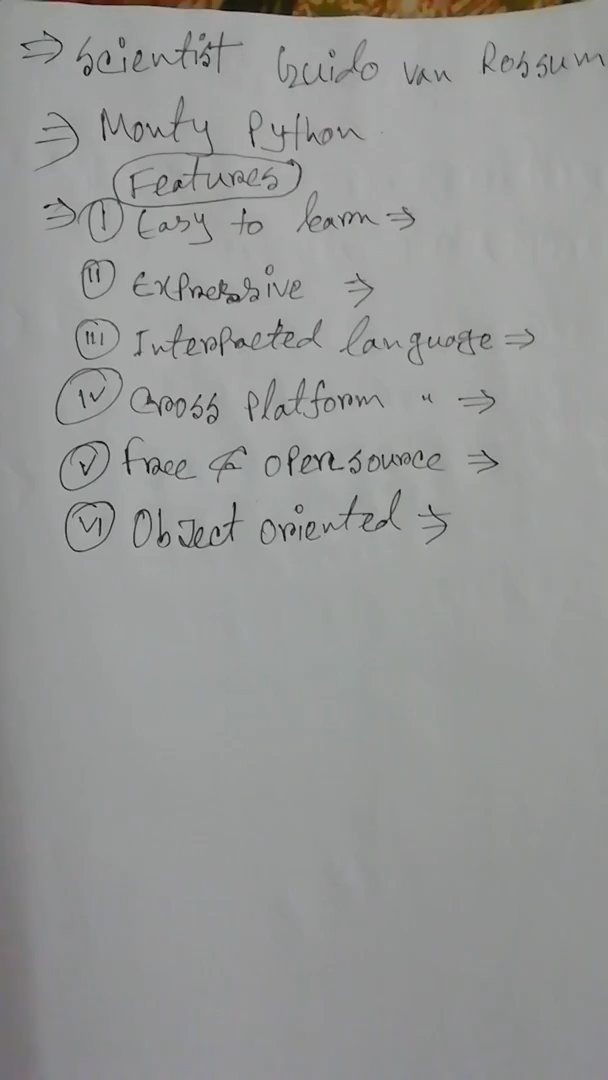 ⇒ Scientist Guido van Rossum
⇒ Monty Python
Features
⇒ (i) Easy to learn ⇒
(ii) Expressive ⇒
(iii) Interpreted language ⇒
(iv) Cross platform " ⇒
(v) free & open source ⇒
(vi) Object oriented ⇒